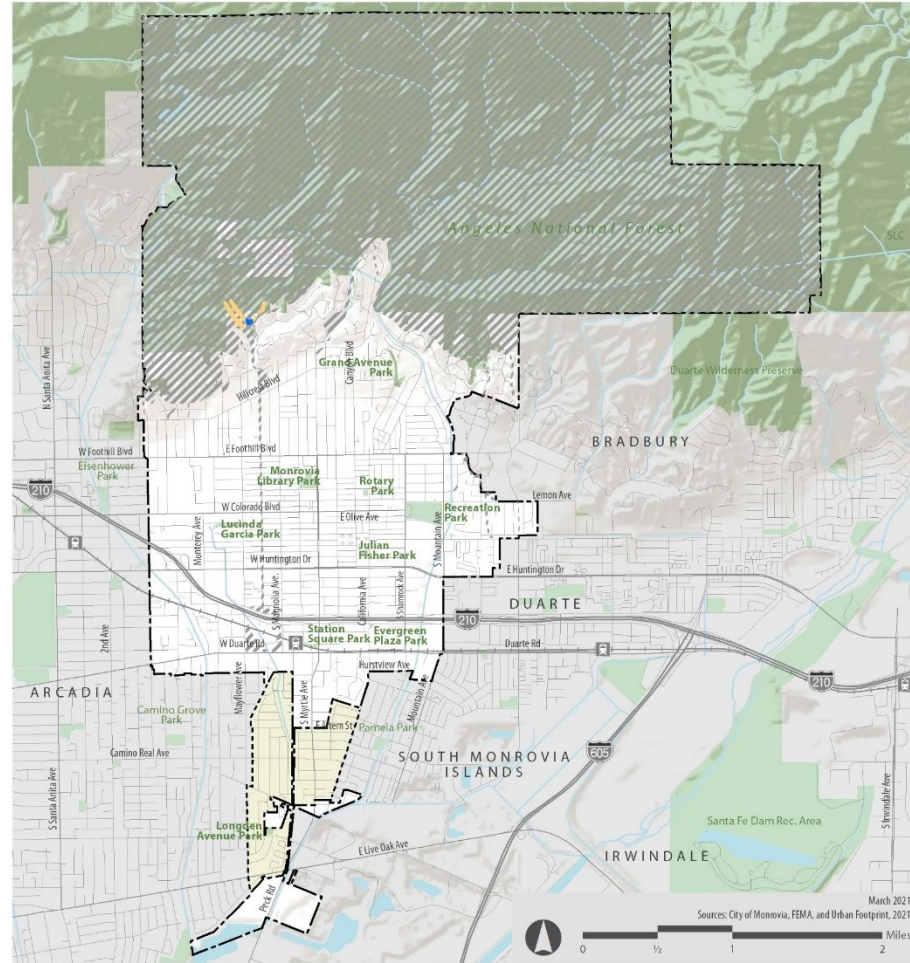 Angeles National Forest
SLC
N Santa Anita Ave
Canyon Blvd
Grand Avenue
Park
Hillcrest Blvd
Duarte Wilderness Preserve
BRADBURY
E Foothill Blvd
W Foothill Blvd
Eisenhower
Park
Monrovia
Library Park
Rotary
Park
210
Lemon Ave
W Colorado Blvd
E Olive Ave
Recreation
Park
Lucinda
Garcia Park
Monterey Ave
S Mountain Ave
Julian
Fisher Park
W Huntington Dr
E Huntington Dr
S Magnolia Ave.
California Ave
S Shamrock Ave
DUARTE
210
2nd Ave
Station
Square Park
Evergreen
Plaza Park
W Duarte Rd
Duarte Rd
Hurstview Ave
210
ARCADIA
Mayflower Ave
S Myrtle Ave
Mountain Ave
Camino Grove
Park
Pamela Park
Camino Real Ave
SOUTH MONROVIA
ISLANDS
605
S Santa Anita Ave
S Irwindale Ave
Longden
Avenue Park
Santa Fe Dam Rec. Area
E Live Oak Ave
IRWINDALE
Peck Rd
March 2021
Sources: City of Monrovia, FEMA, and Urban Footprint, 2021
Miles
0 ½ 1 2